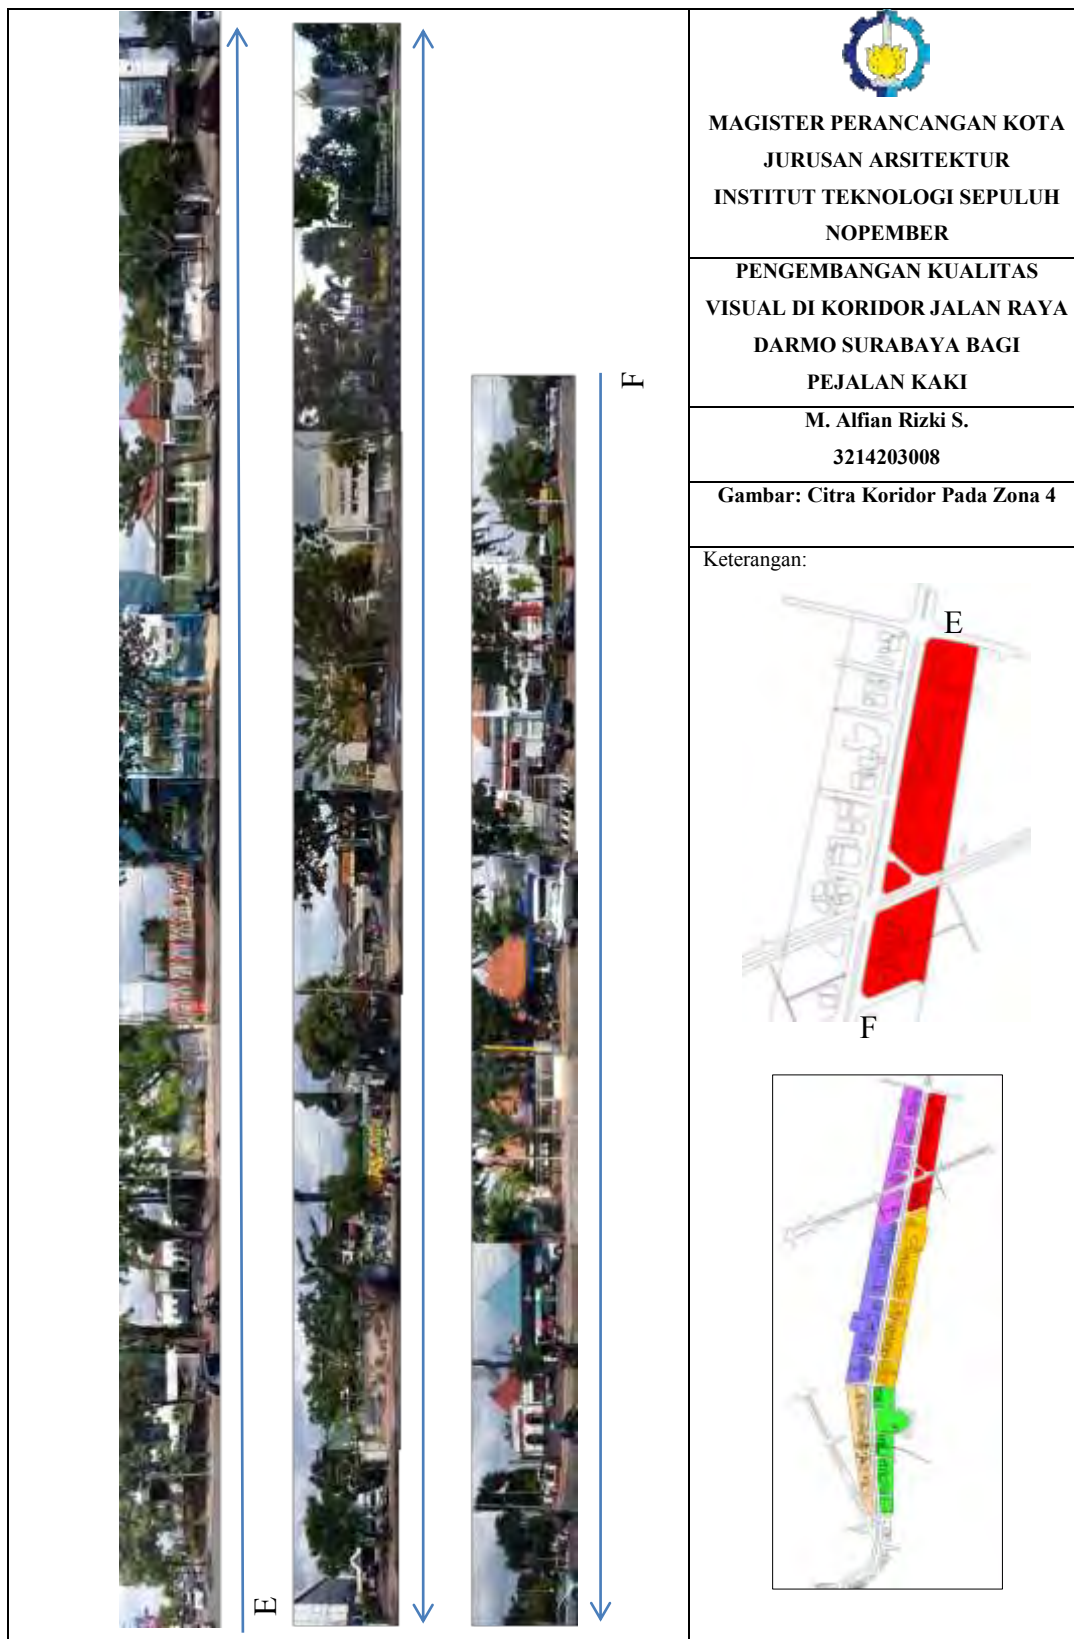 MAGISTER PERANCANGAN KOTA
JURUSAN ARSITEKTUR
INSTITUT TEKNOLOGI SEPULUH
NOPEMBER
PENGEMBANGAN KUALITAS
VISUAL DI KORIDOR JALAN RAYA
DARMO SURABAYA BAGI
PEJALAN KAKI
M. Alfian Rizki S.
3214203008
Gambar: Citra Koridor Pada Zona 4
Keterangan:
E
F
E
F